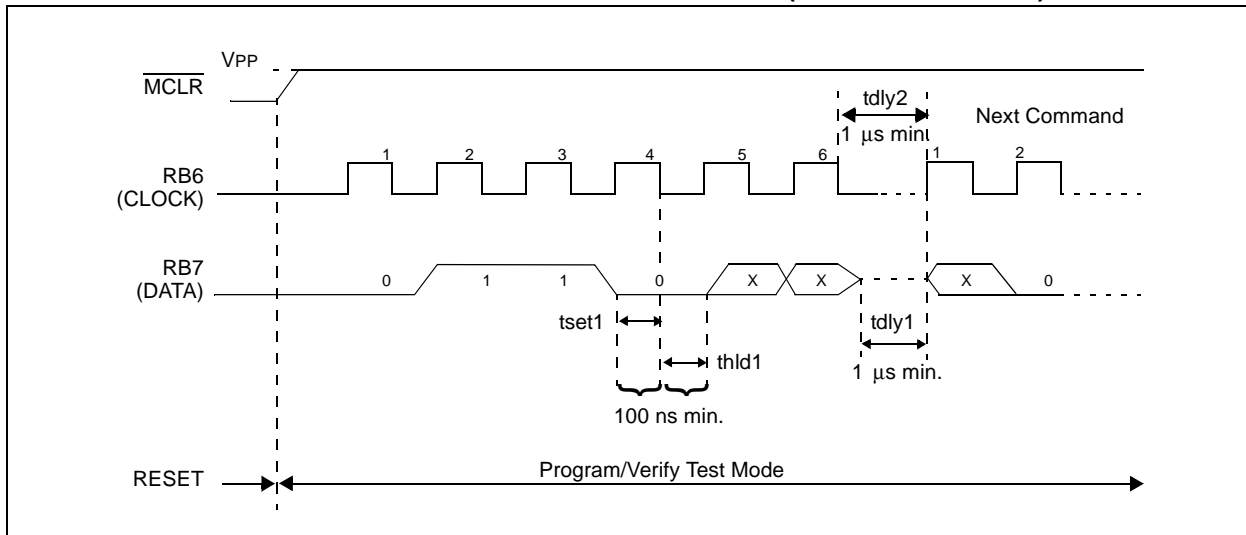 VPP
MCLR
tdly2
Next Command
1 µs min.
1 2 3 4 5 6 1 2
RB6
(CLOCK)
RB7
(DATA)
0 1 1 0 X X X 0
tset1
thld1
tdly1
1 µs min.
100 ns min.
Program/Verify Test Mode
RESET